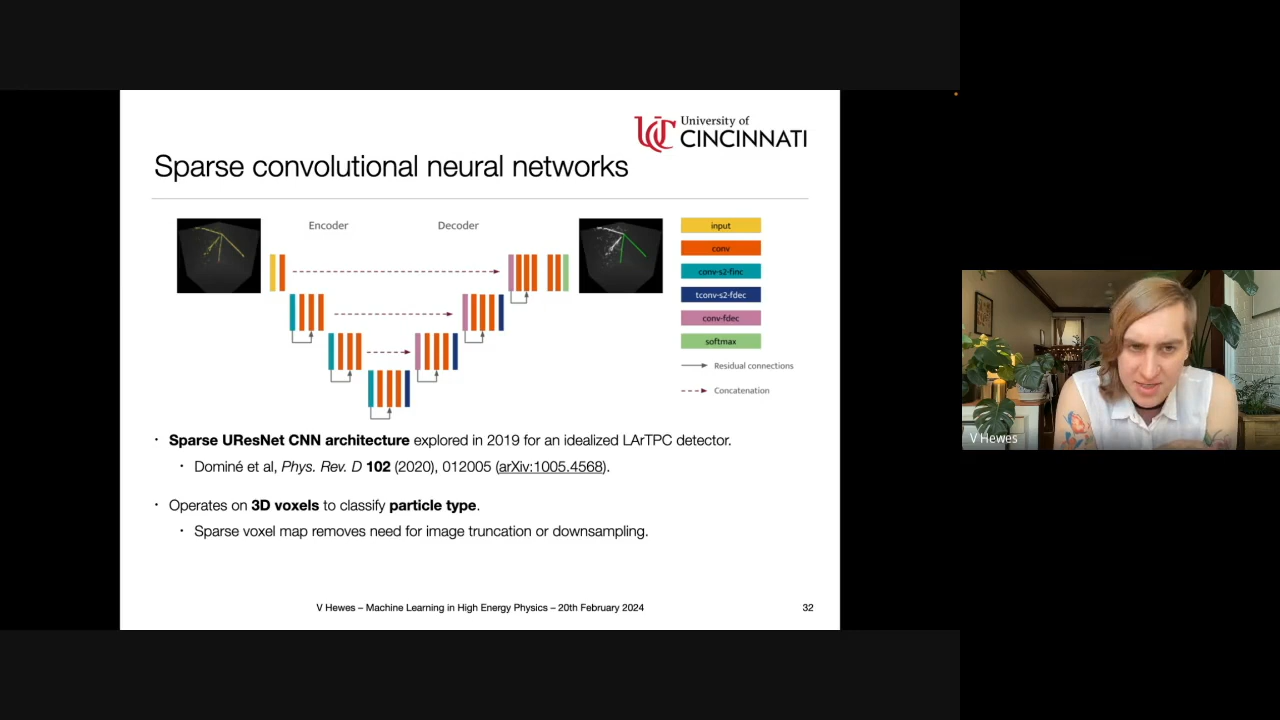 University of
CINCINNATI
Sparse convolutional neural networks
Encoder
Decoder
input
conv
conv-s2-finc
tconv-s2-fdec
conv-fdec
softmax
Residual connections
Concatenation
· Sparse UResNet CNN architecture explored in 2019 for an idealized LArTPC detector.
· Dominé et al, Phys. Rev. D 102 (2020), 012005 (arXiv:1005.4568).
· Operates on 3D voxels to classify particle type.
· Sparse voxel map removes need for image truncation or downsampling.
V Hewes – Machine Learning in High Energy Physics – 20th February 2024
32
V Hewes